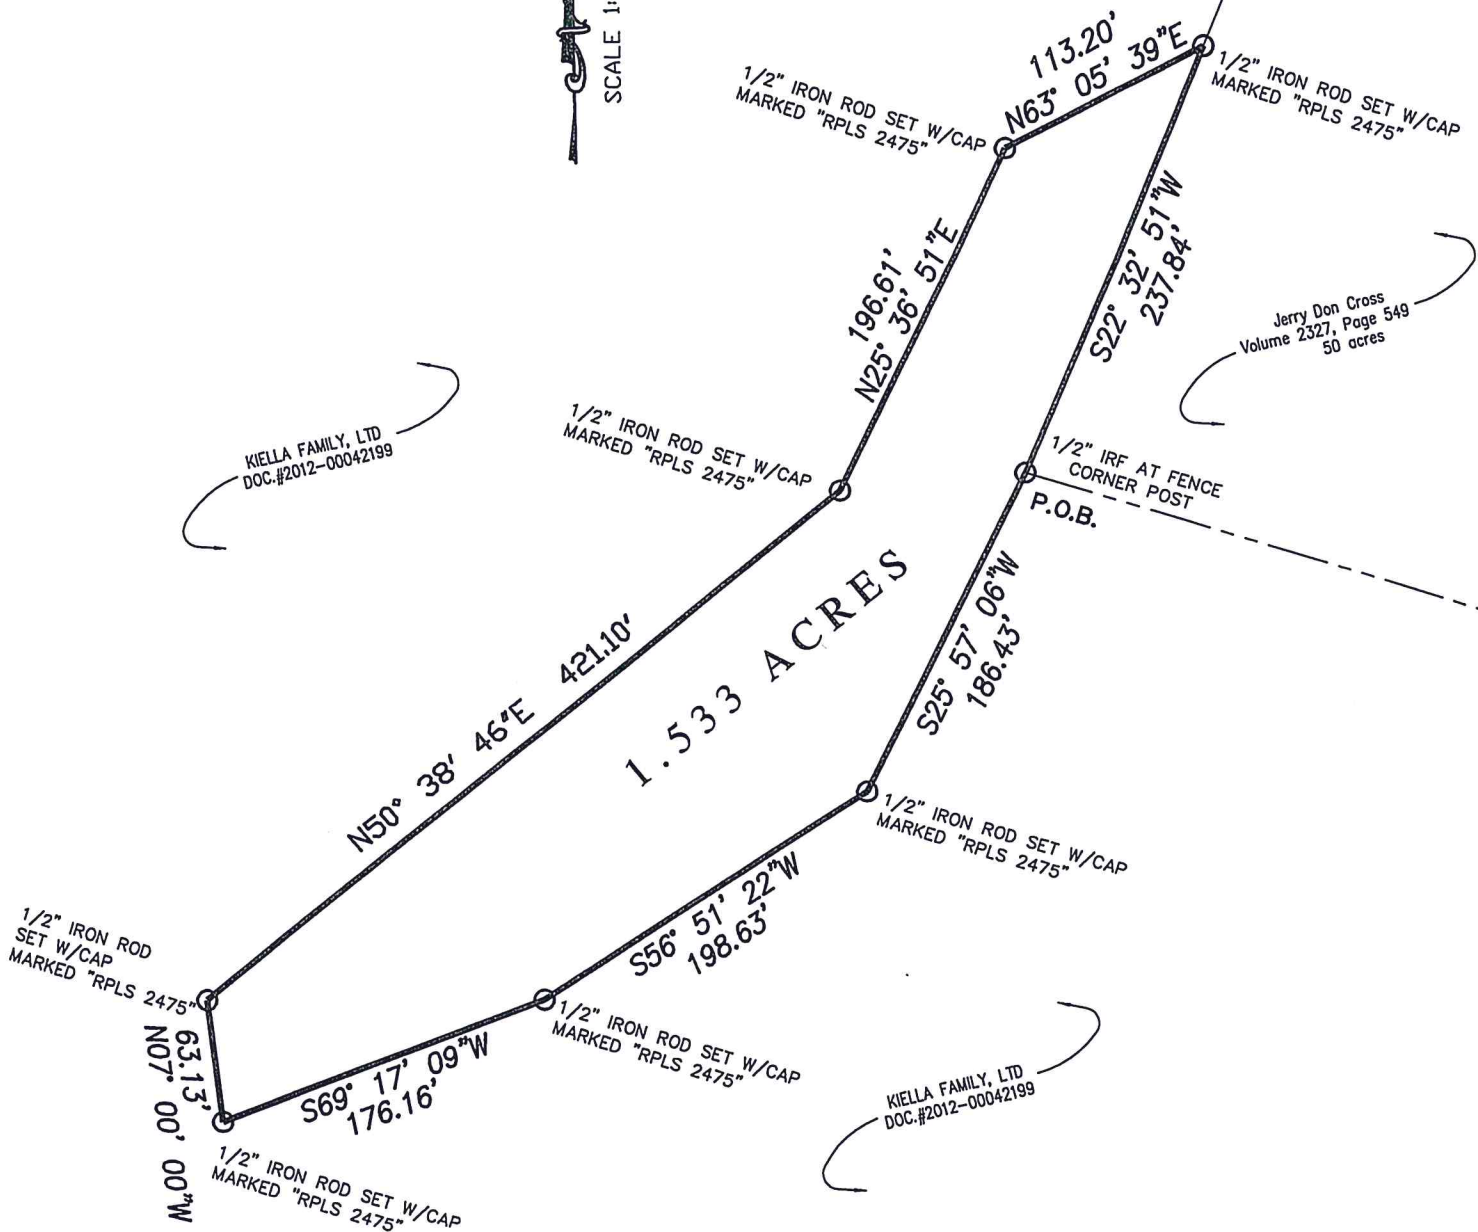 SCALE 1:
113.20'
N63° 05' 39"E
1/2" IRON ROD SET W/CAP
MARKED "RPLS 2475"
1/2" IRON ROD SET W/CAP
MARKED "RPLS 2475"
196.61'
N25° 36' 51"E
S22° 32' 51"W
237.84'
Jerry Don Cross
Volume 2327, Page 549
50 acres
KIELLA FAMILY, LTD
DOC.#2012-00042199
1/2" IRON ROD SET W/CAP
MARKED "RPLS 2475"
1/2" IRF AT FENCE
CORNER POST
P.O.B.
N50° 38' 46"E 421.10'
1.533 ACRES
S25° 57' 06"W
186.43'
1/2" IRON ROD SET W/CAP
MARKED "RPLS 2475"
S56° 51' 22"W
198.63'
1/2" IRON ROD
SET W/CAP
MARKED "RPLS 2475"
1/2" IRON ROD SET W/CAP
MARKED "RPLS 2475"
63.13'
N07° 00' 00"W
S69° 17' 09"W
176.16'
KIELLA FAMILY, LTD
DOC.#2012-00042199
1/2" IRON ROD SET W/CAP
MARKED "RPLS 2475"